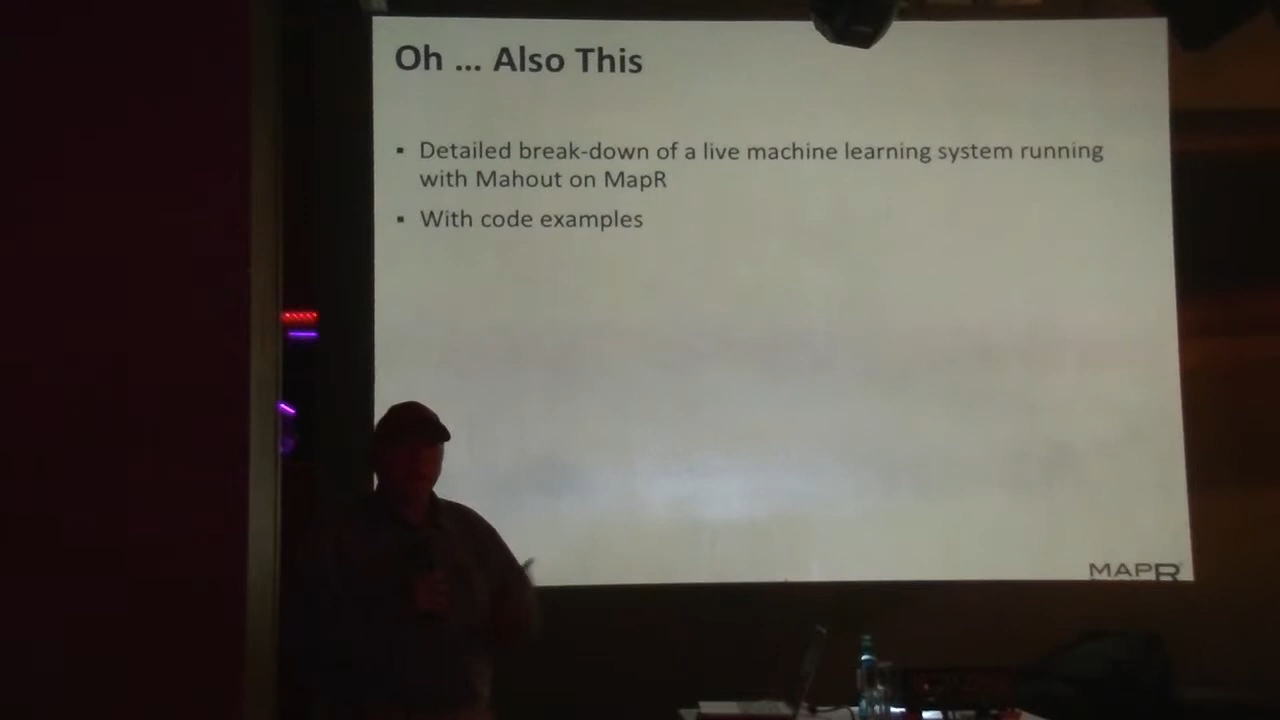 Oh ... Also This
▪ Detailed break-down of a live machine learning system running
with Mahout on MapR
▪ With code examples
MAPR